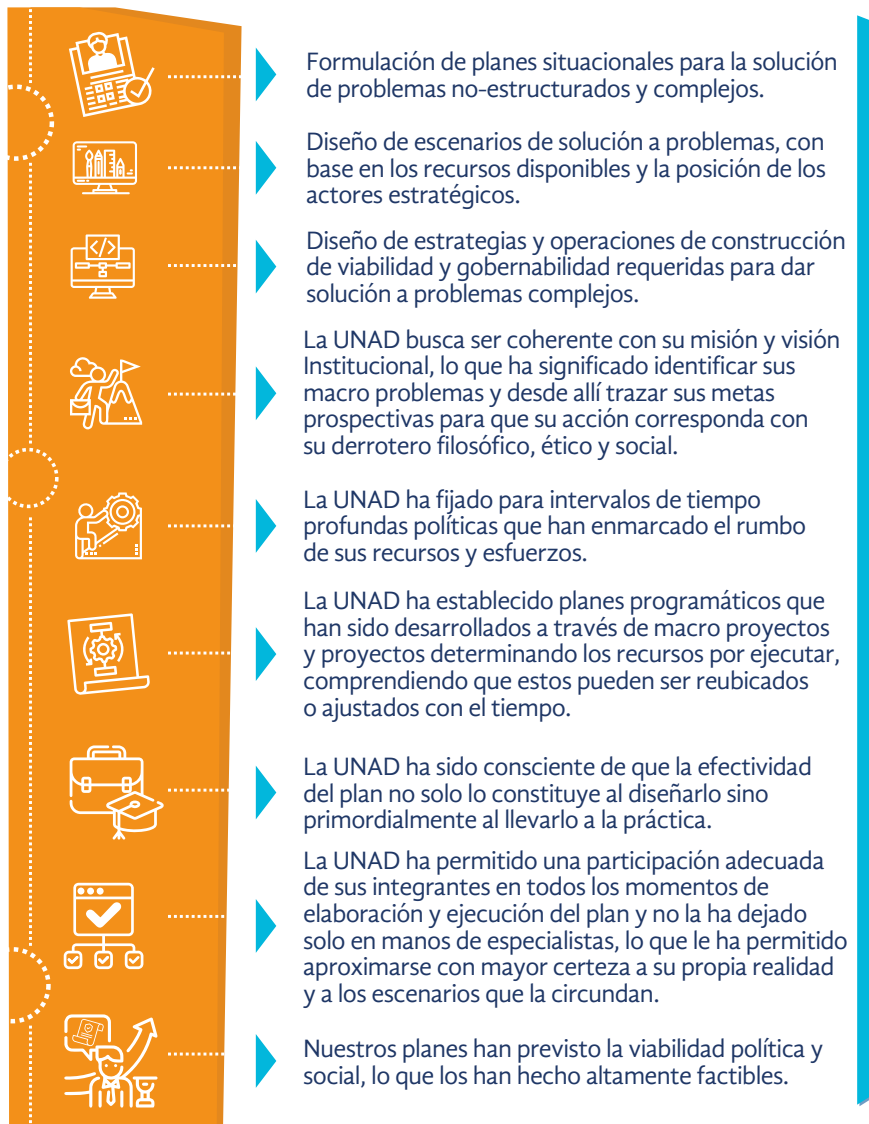 Formulación de planes situacionales para la solución
de problemas no-estructurados y complejos.
Diseño de escenarios de solución a problemas, con
base en los recursos disponibles y la posición de los
actores estratégicos.
Diseño de estrategias y operaciones de construcción
de viabilidad y gobernabilidad requeridas para dar
solución a problemas complejos.
La UNAD busca ser coherente con su misión y visión
Institucional, lo que ha significado identificar sus
macro problemas y desde allí trazar sus metas
prospectivas para que su acción corresponda con
su derrotero filosófico, ético y social.
La UNAD ha fijado para intervalos de tiempo
profundas políticas que han enmarcado el rumbo
de sus recursos y esfuerzos.
La UNAD ha establecido planes programáticos que
han sido desarrollados a través de macro proyectos
y proyectos determinando los recursos por ejecutar,
comprendiendo que estos pueden ser reubicados
o ajustados con el tiempo.
La UNAD ha sido consciente de que la efectividad
del plan no solo lo constituye al diseñarlo sino
primordialmente al llevarlo a la práctica.
La UNAD ha permitido una participación adecuada
de sus integrantes en todos los momentos de
elaboración y ejecución del plan y no la ha dejado
solo en manos de especialistas, lo que le ha permitido
aproximarse con mayor certeza a su propia realidad
y a los escenarios que la circundan.
Nuestros planes han previsto la viabilidad política y
social, lo que los han hecho altamente factibles.